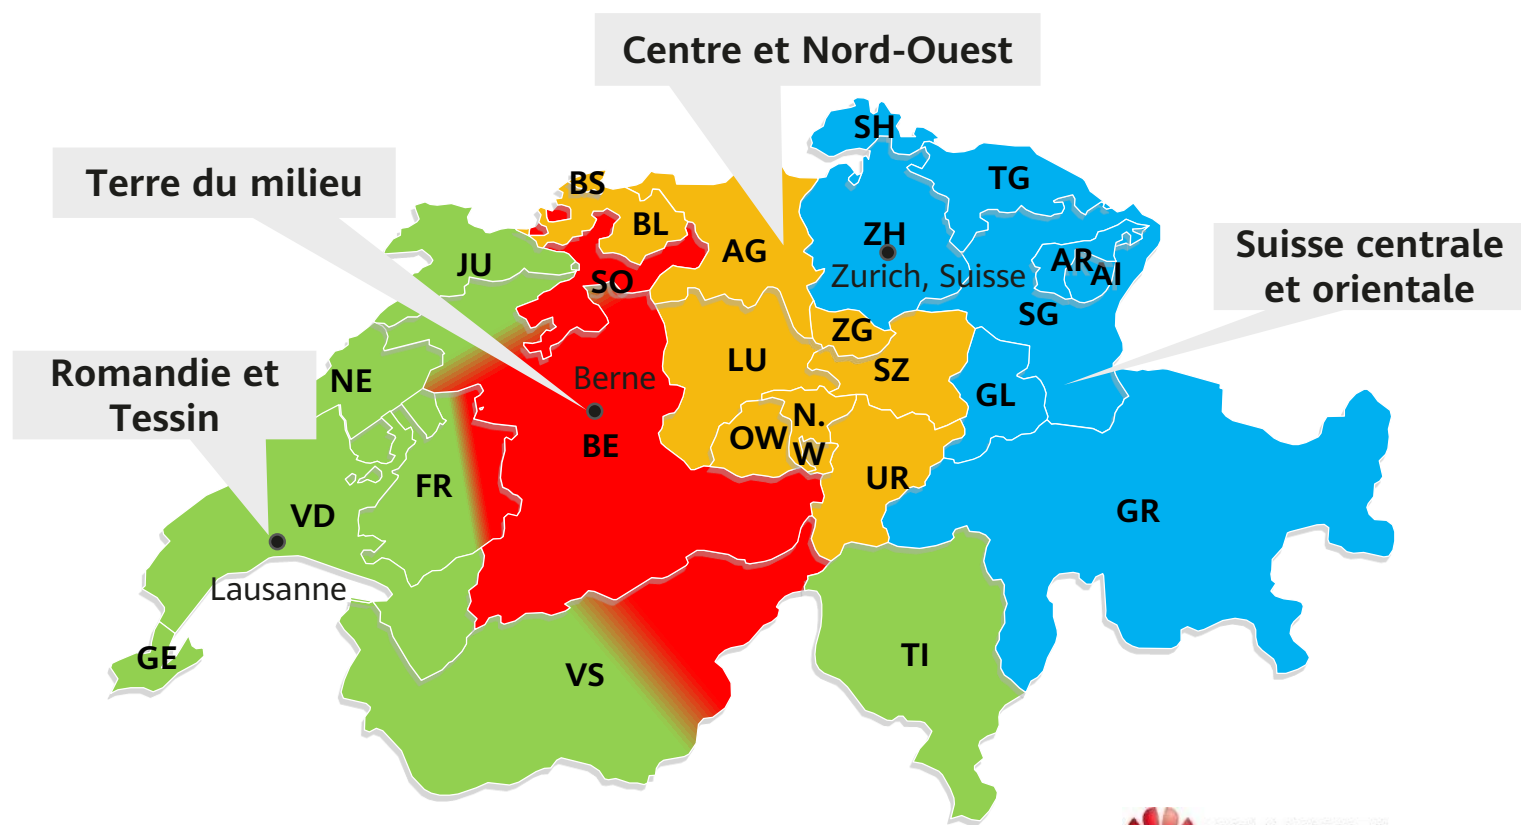 Centre et Nord-Ouest
SH
Terre du milieu
BS
TG
BL
ZH
AG
Suisse centrale
et orientale
JU
SO
Zurich, Suisse
AR
AI
SG
ZG
LU
SZ
Romandie et
Tessin
NE
Berne
GL
N.
W
OW
BE
UR
FR
GR
VD
Lausanne
GE
TI
VS